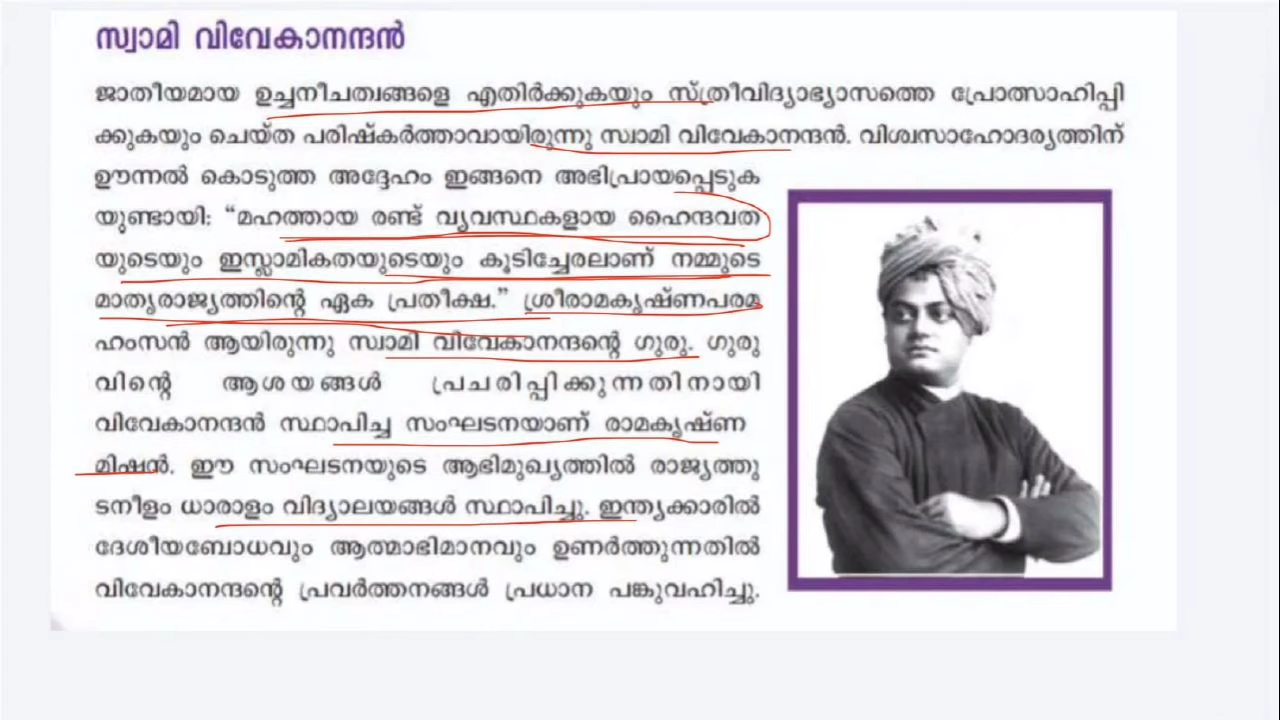 സ്വാമി വിവേകാനന്ദൻ
ജാതീയമായ ഉച്ചനീചത്വങ്ങളെ എതിർക്കുകയും സ്ത്രീവിദ്യാഭ്യാസത്തെ പ്രോത്സാഹിപ്പി
ക്കുകയും ചെയ്ത പരിഷ്കർത്താവായിരുന്നു സ്വാമി വിവേകാനന്ദൻ. വിശ്വസാഹോദര്യത്തിന്
ഊന്നൽ കൊടുത്ത അദ്ദേഹം ഇങ്ങനെ അഭിപ്രായപ്പെടുക
യുണ്ടായി: “മഹത്തായ രണ്ട് വ്യവസ്ഥകളായ ഹൈന്ദവത
യുടെയും ഇസ്ലാമികതയുടെയും കൂടിച്ചേരലാണ് നമ്മുടെ
മാതൃരാജ്യത്തിന്റെ ഏക പ്രതീക്ഷ.” ശ്രീരാമകൃഷ്ണപരമ
ഹംസൻ ആയിരുന്നു സ്വാമി വിവേകാനന്ദന്റെ ഗുരു. ഗുരു
വിന്റെ ആശയങ്ങൾ പ്രചരിപ്പിക്കുന്നതിനായി
വിവേകാനന്ദൻ സ്ഥാപിച്ച സംഘടനയാണ് രാമകൃഷ്ണ
മിഷൻ. ഈ സംഘടനയുടെ ആഭിമുഖ്യത്തിൽ രാജ്യത്തു
ടനീളം ധാരാളം വിദ്യാലയങ്ങൾ സ്ഥാപിച്ചു. ഇന്ത്യക്കാരിൽ
ദേശീയബോധവും ആത്മാഭിമാനവും ഉണർത്തുന്നതിൽ
വിവേകാനന്ദന്റെ പ്രവർത്തനങ്ങൾ പ്രധാന പങ്കുവഹിച്ചു.